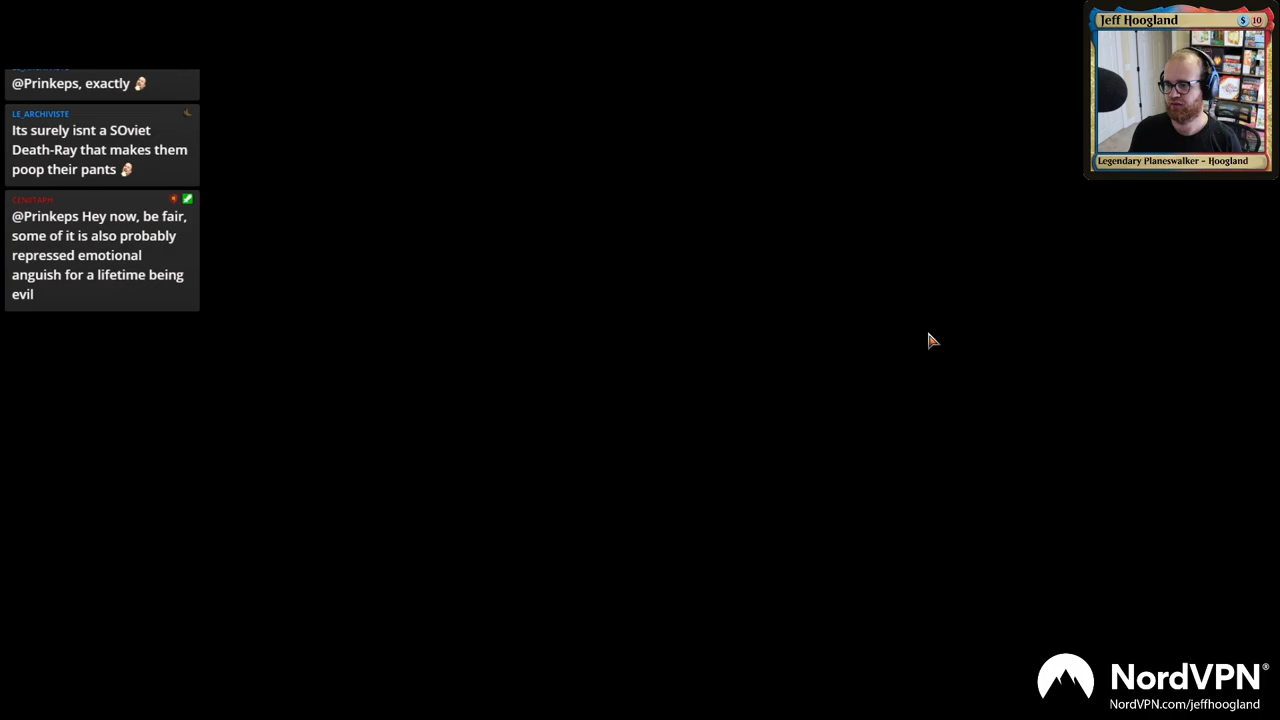 @Prinkeps, exactly
LE_ARCHIVISTE
Its surely isnt a SOviet
Death-Ray that makes them
poop their pants
CENOTAPH
@Prinkeps Hey now, be fair,
some of it is also probably
repressed emotional
anguish for a lifetime being
evil
Jeff Hoogland
$ 10
Legendary Planeswalker - Hoogland
NordVPN®
NordVPN.com/jeffhoogland